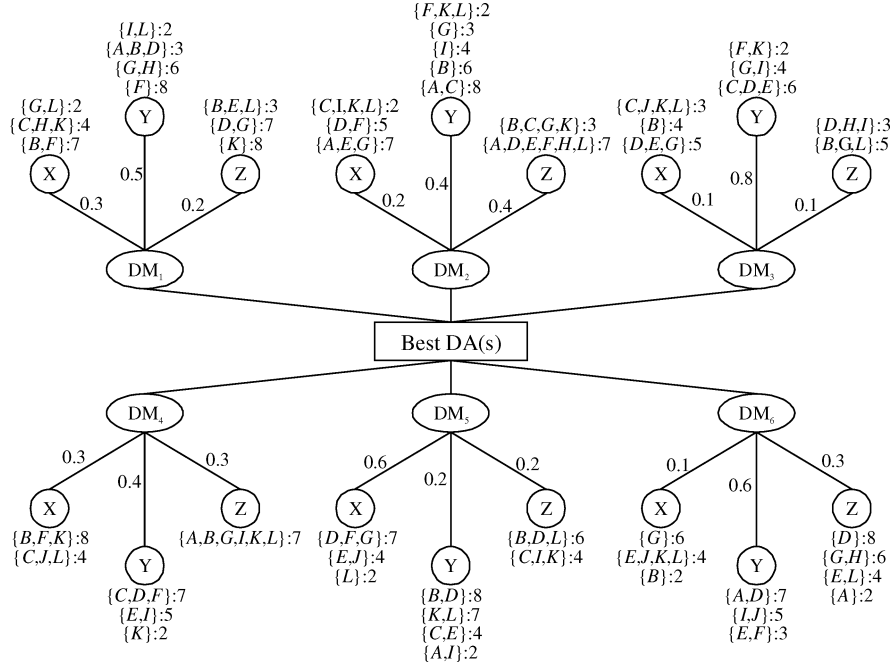 {I,L}:2
{A,B,D}:3
{G,H}:6
{F}:8
Y
{G,L}:2
{C,H,K}:4
{B,F}:7
X
{B,E,L}:3
{D,G}:7
{K}:8
Z
0.3
0.5
0.2
DM1
{F,K,L}:2
{G}:3
{I}:4
{B}:6
{A,C}:8
Y
{C,I,K,L}:2
{D,F}:5
{A,E,G}:7
X
{B,C,G,K}:3
{A,D,E,F,H,L}:7
Z
0.2
0.4
0.4
DM2
{F,K}:2
{G,I}:4
{C,D,E}:6
Y
{C,J,K,L}:3
{B}:4
{D,E,G}:5
X
{D,H,I}:3
{B,G,L}:5
Z
0.1
0.8
0.1
DM3
Best DA(s)
DM4
0.3
0.4
0.3
X
{B,F,K}:8
{C,J,L}:4
Y
{C,D,F}:7
{E,I}:5
{K}:2
Z
{A,B,G,I,K,L}:7
DM5
0.6
0.2
0.2
X
{D,F,G}:7
{E,J}:4
{L}:2
Y
{B,D}:8
{K,L}:7
{C,E}:4
{A,I}:2
Z
{B,D,L}:6
{C,I,K}:4
DM6
0.1
0.6
0.3
X
{G}:6
{E,J,K,L}:4
{B}:2
Y
{A,D}:7
{I,J}:5
{E,F}:3
Z
{D}:8
{G,H}:6
{E,L}:4
{A}:2